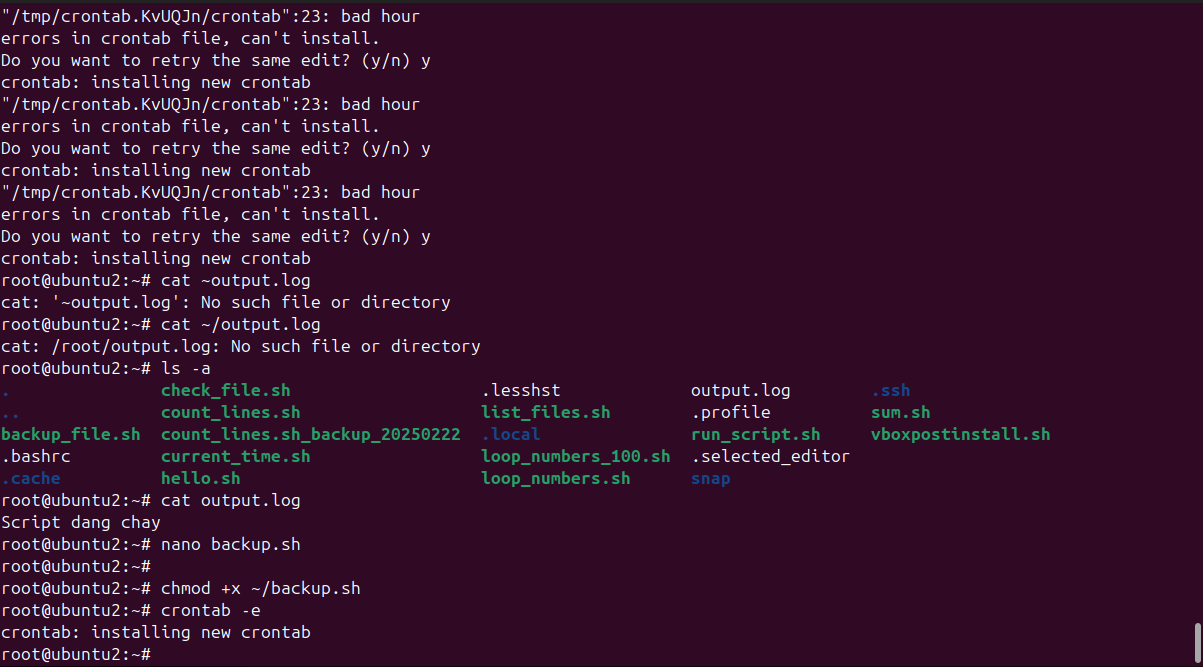 "/tmp/crontab.KvUQJn/crontab":23: bad hour
errors in crontab file, can't install.
Do you want to retry the same edit? (y/n) y
crontab: installing new crontab
"/tmp/crontab.KvUQJn/crontab":23: bad hour
errors in crontab file, can't install.
Do you want to retry the same edit? (y/n) y
crontab: installing new crontab
"/tmp/crontab.KvUQJn/crontab":23: bad hour
errors in crontab file, can't install.
Do you want to retry the same edit? (y/n) y
crontab: installing new crontab
root@ubuntu2:~# cat ~output.log
cat: '~output.log': No such file or directory
root@ubuntu2:~# cat ~/output.log
cat: /root/output.log: No such file or directory
root@ubuntu2:~# ls -a
.               check_file.sh                   .lesshst             output.log        .ssh
..              count_lines.sh                  list_files.sh        .profile          sum.sh
backup_file.sh  count_lines.sh_backup_20250222  .local               run_script.sh     vboxpostinstall.sh
.bashrc         current_time.sh                 loop_numbers_100.sh  .selected_editor
.cache          hello.sh                        loop_numbers.sh      snap
root@ubuntu2:~# cat output.log
Script dang chay
root@ubuntu2:~# nano backup.sh
root@ubuntu2:~#
root@ubuntu2:~# chmod +x ~/backup.sh
root@ubuntu2:~# crontab -e
crontab: installing new crontab
root@ubuntu2:~#